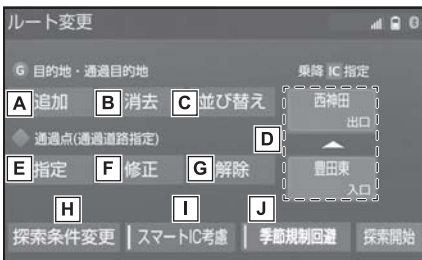 ルート変更
G 目的地・通過目的地
乗降 IC 指定
A 追加 B 消去 C 並び替え
西神田
出口
通過点(通過道路指定)
D
E 指定 F 修正 G 解除
豊田東
入口
H I J
探索条件変更 スマートIC考慮 季節規制回避 探索開始